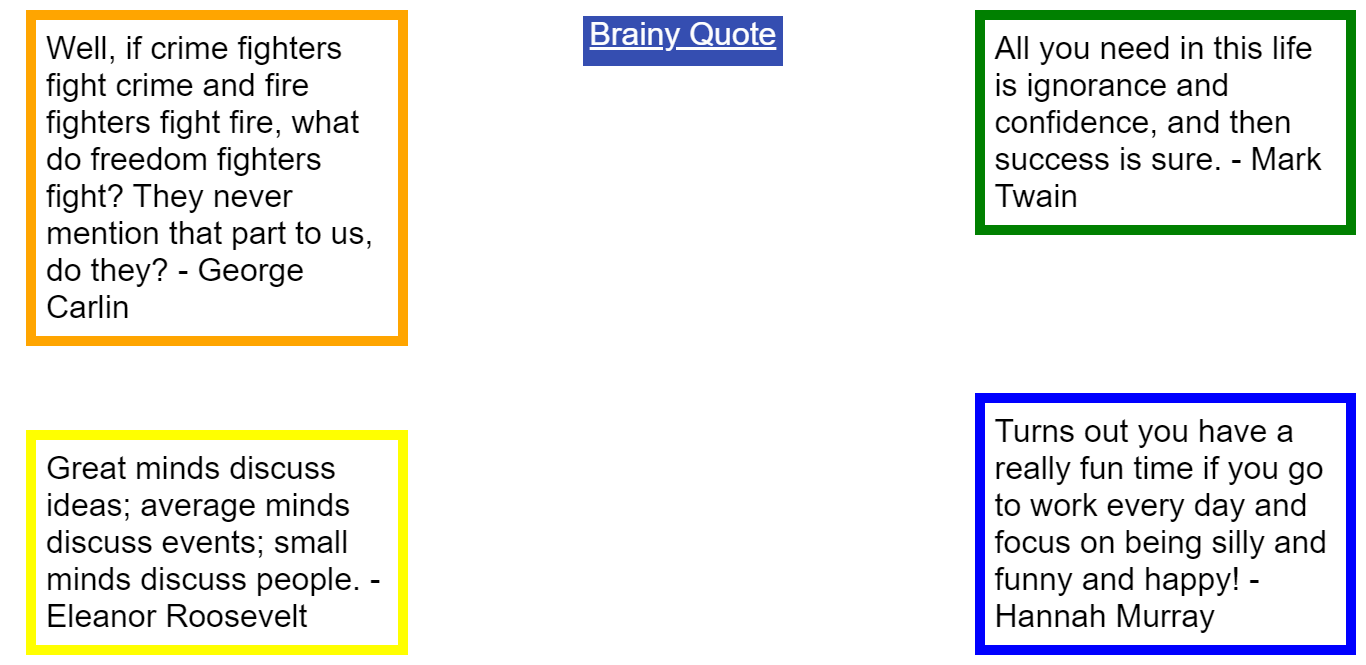 Well, if crime fighters
fight crime and fire
fighters fight fire, what
do freedom fighters
fight? They never
mention that part to us,
do they? - George
Carlin
Brainy Quote
All you need in this life
is ignorance and
confidence, and then
success is sure. - Mark
Twain
Great minds discuss
ideas; average minds
discuss events; small
minds discuss people. -
Eleanor Roosevelt
Turns out you have a
really fun time if you go
to work every day and
focus on being silly and
funny and happy! -
Hannah Murray